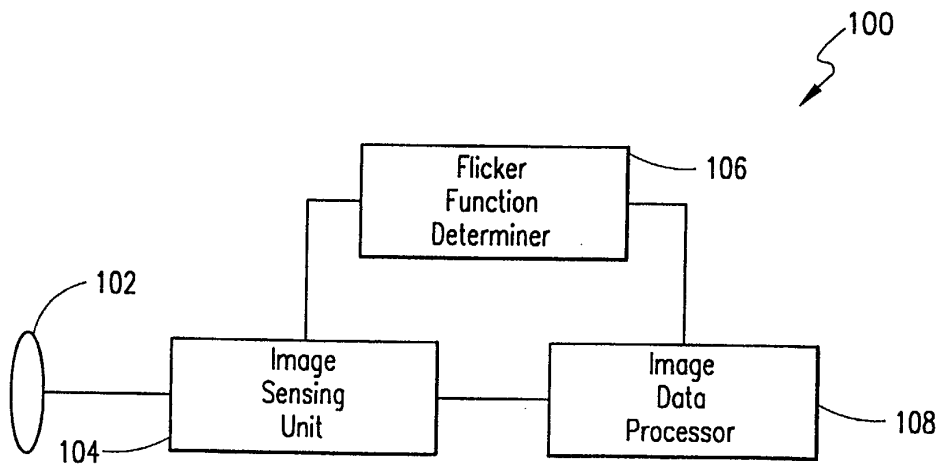 100
Flicker
Function
Determiner
106
102
Image
Sensing
Unit
104
Image
Data
Processor
108